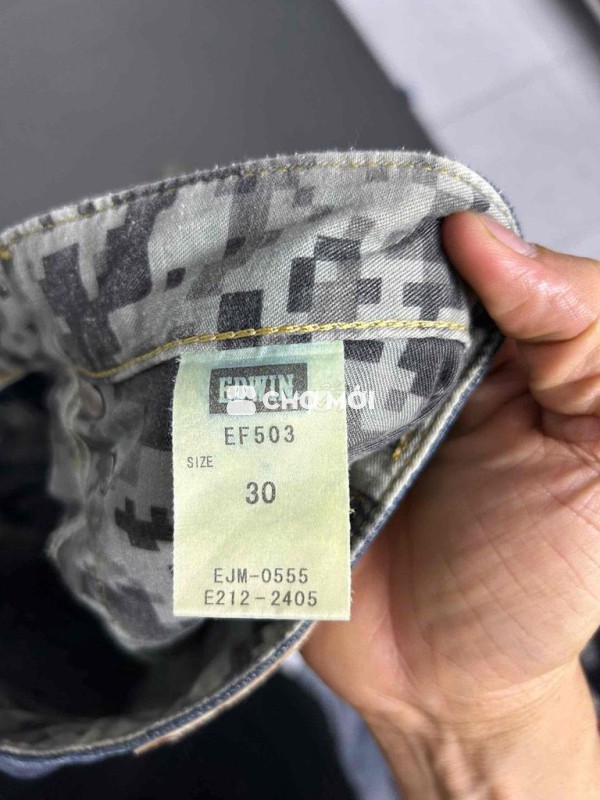 EDWIN
CHỢ MỚI
EF503
SIZE
30
EJM-0555
E212-2405